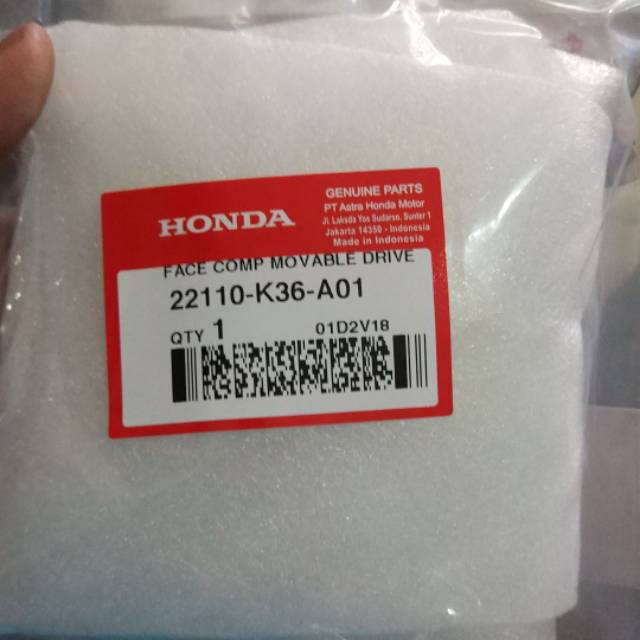 HONDA
GENUINE PARTS
PT Astra Honda Motor
Jl. Laksda Yos Sudarso, Sunter 1
Jakarta 14350 - Indonesia
Made in Indonesia
FACE COMP MOVABLE DRIVE
22110-K36-A01
QTY 1 01D2V18